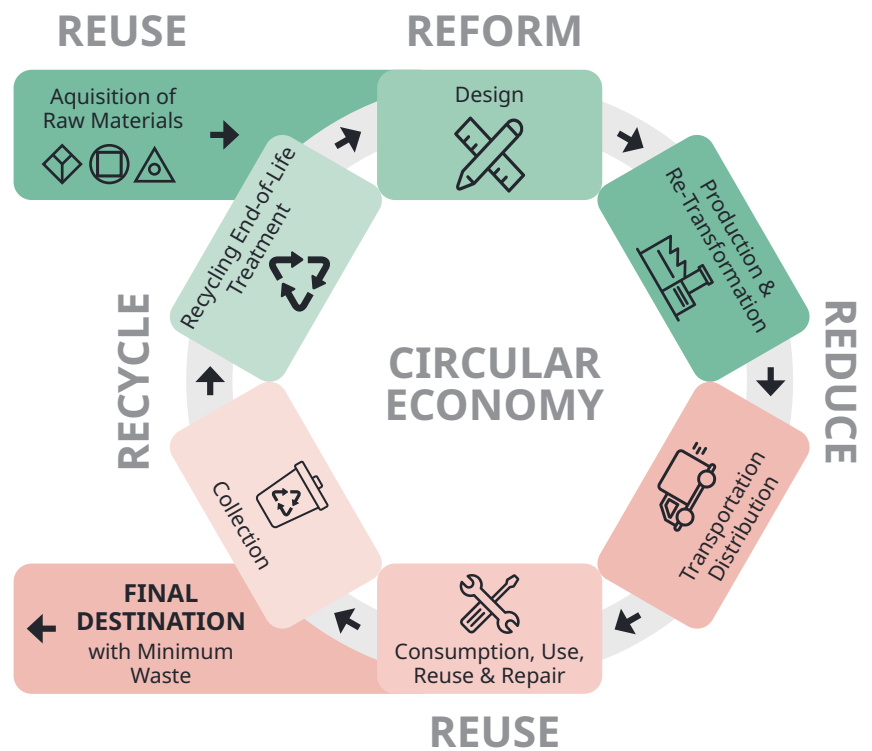 REUSE
REFORM
Aquisition of
Raw Materials
Design
Production &
Re-Transformation
Recycling End-of-Life
Treatment
RECYCLE
CIRCULAR
ECONOMY
REDUCE
Transportation
Distribution
Collection
FINAL
DESTINATION
with Minimum
Waste
Consumption, Use,
Reuse & Repair
REUSE